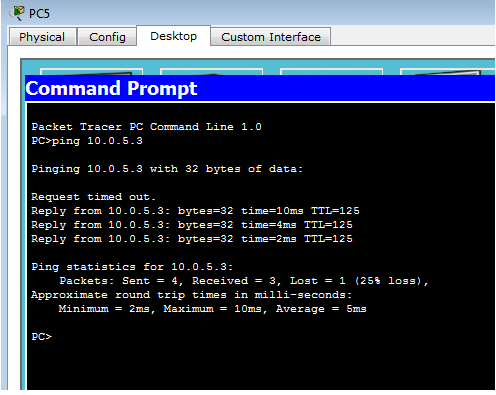 PC5
Physical Config Desktop Custom Interface
Command Prompt
Packet Tracer PC Command Line 1.0
PC>ping 10.0.5.3
Pinging 10.0.5.3 with 32 bytes of data:
Request timed out.
Reply from 10.0.5.3: bytes=32 time=10ms TTL=125
Reply from 10.0.5.3: bytes=32 time=4ms TTL=125
Reply from 10.0.5.3: bytes=32 time=2ms TTL=125
Ping statistics for 10.0.5.3:
Packets: Sent = 4, Received = 3, Lost = 1 (25% loss),
Approximate round trip times in milli-seconds:
Minimum = 2ms, Maximum = 10ms, Average = 5ms
PC>